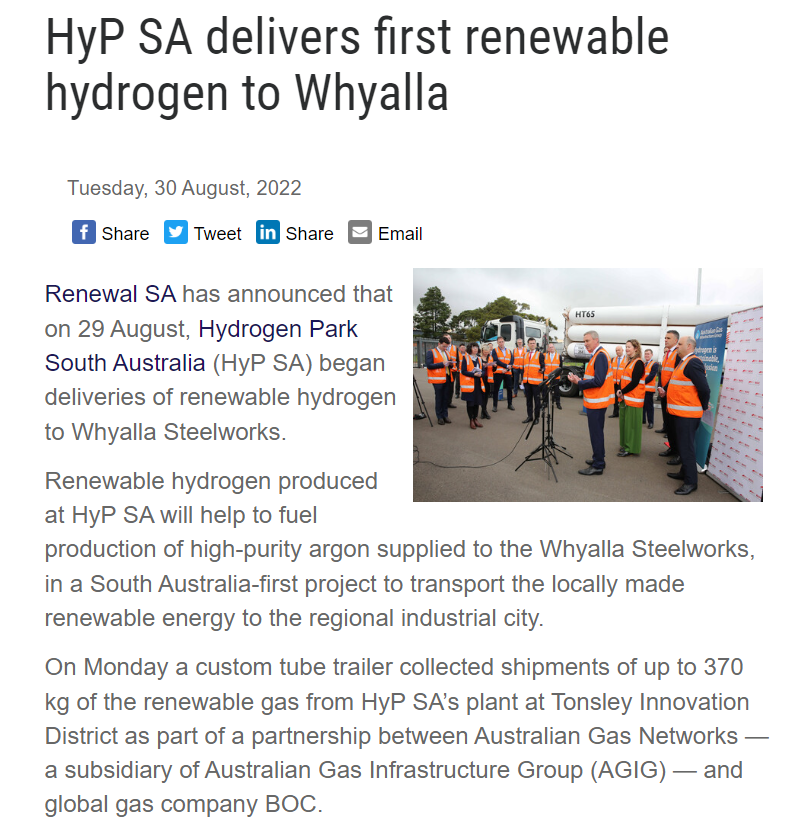 HyP SA delivers first renewable
hydrogen to Whyalla
Tuesday, 30 August, 2022
Share Tweet Share Email
Renewal SA has announced that
on 29 August, Hydrogen Park
South Australia (HyP SA) began
deliveries of renewable hydrogen
to Whyalla Steelworks.
HT65
Australian Gas
Hydrogen is
Renewable hydrogen produced
at HyP SA will help to fuel
production of high-purity argon supplied to the Whyalla Steelworks,
in a South Australia-first project to transport the locally made
renewable energy to the regional industrial city.
On Monday a custom tube trailer collected shipments of up to 370
kg of the renewable gas from HyP SA’s plant at Tonsley Innovation
District as part of a partnership between Australian Gas Networks —
a subsidiary of Australian Gas Infrastructure Group (AGIG) — and
global gas company BOC.